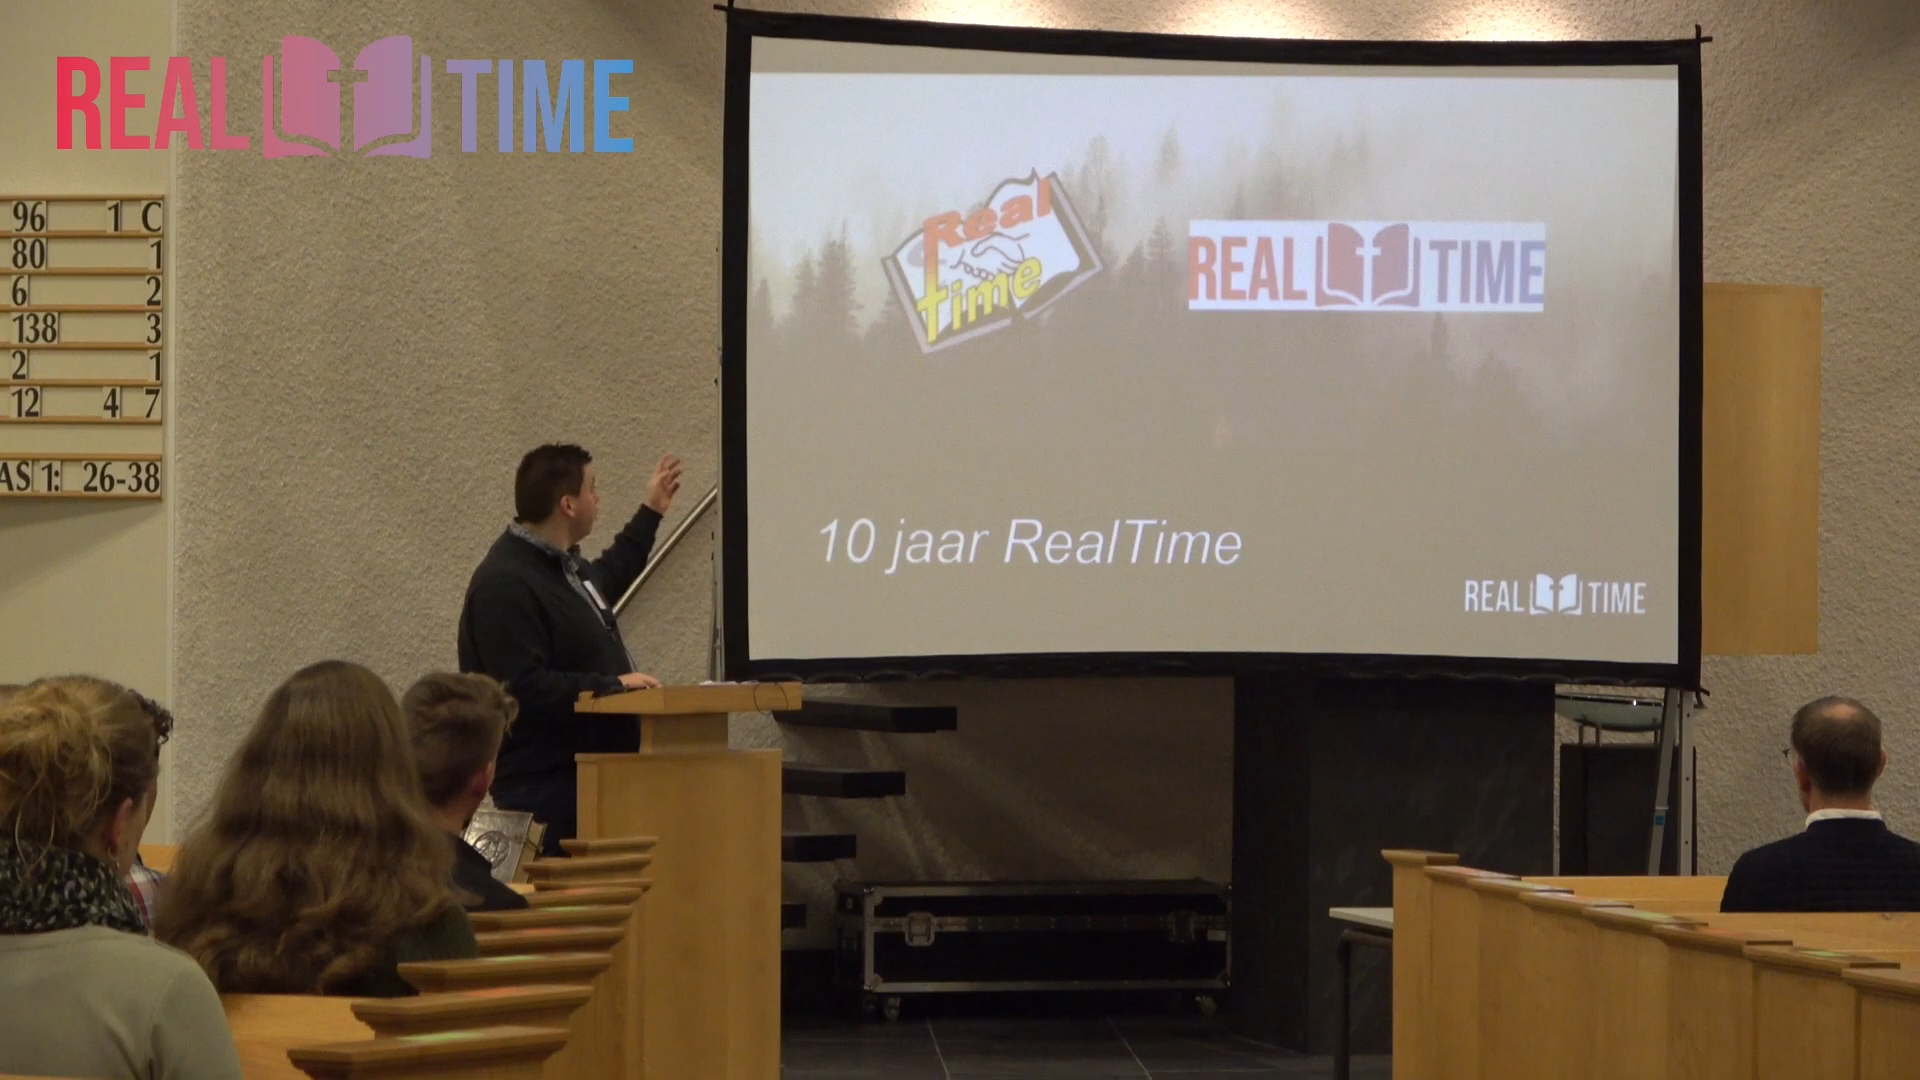 REAL TIME
96 1 C
80 1
6 2
138 3
2 1
12 4 7
AS 1: 26-38
Real
time
REAL TIME
10 jaar RealTime
REAL TIME